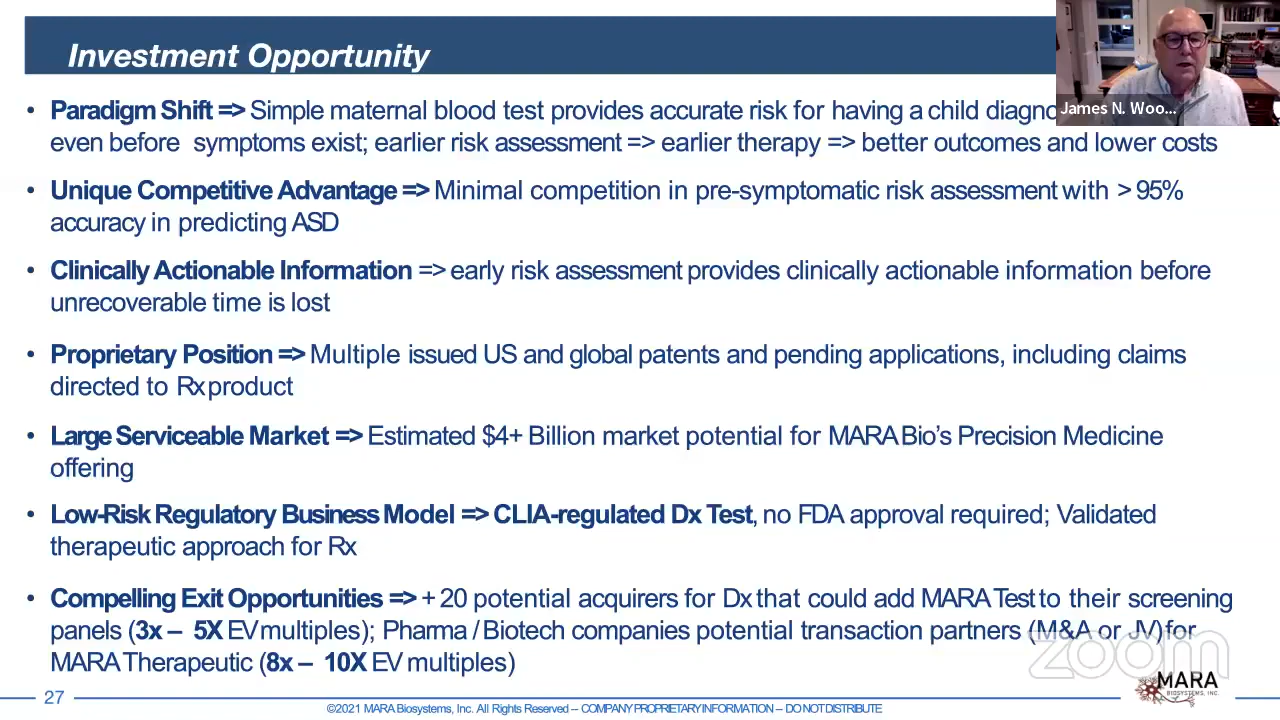 Investment Opportunity
James N. Woo...
• Paradigm Shift => Simple maternal blood test provides accurate risk for having a child diagno
even before symptoms exist; earlier risk assessment => earlier therapy => better outcomes and lower costs
• Unique Competitive Advantage => Minimal competition in pre-symptomatic risk assessment with > 95%
accuracy in predicting ASD
• Clinically Actionable Information => early risk assessment provides clinically actionable information before
unrecoverable time is lost
• Proprietary Position => Multiple issued US and global patents and pending applications, including claims
directed to Rx product
• Large Serviceable Market => Estimated $4+ Billion market potential for MARA Bio's Precision Medicine
offering
• Low-Risk Regulatory Business Model => CLIA-regulated Dx Test, no FDA approval required; Validated
therapeutic approach for Rx
• Compelling Exit Opportunities => + 20 potential acquirers for Dx that could add MARA Test to their screening
panels (3x – 5X EV multiples); Pharma / Biotech companies potential transaction partners (M&A or JV) for
MARA Therapeutic (8x – 10X EV multiples)
zoom
27
©2021 MARA Biosystems, Inc. All Rights Reserved -- COMPANY PROPRIETARY INFORMATION -- DO NOT DISTRIBUTE
MARA
BIOSYSTEMS, INC.